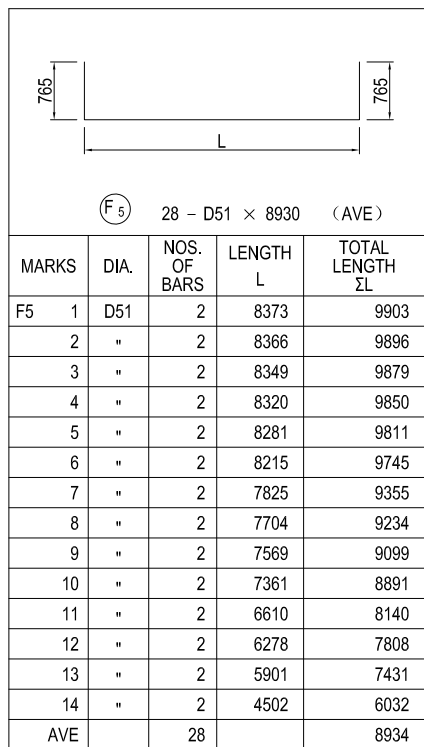 765
765
L
F5 28 - D51 × 8930 (AVE)
MARKS DIA. NOS. OF BARS LENGTH L TOTAL LENGTH ΣL
F5 1 D51 2 8373 9903
2 " 2 8366 9896
3 " 2 8349 9879
4 " 2 8320 9850
5 " 2 8281 9811
6 " 2 8215 9745
7 " 2 7825 9355
8 " 2 7704 9234
9 " 2 7569 9099
10 " 2 7361 8891
11 " 2 6610 8140
12 " 2 6278 7808
13 " 2 5901 7431
14 " 2 4502 6032
AVE 28 8934